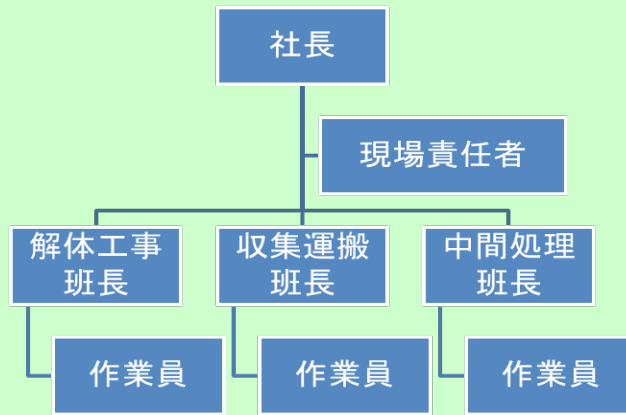 社長
現場責任者
解体工事
班長
収集運搬
班長
中間処理
班長
作業員
作業員
作業員